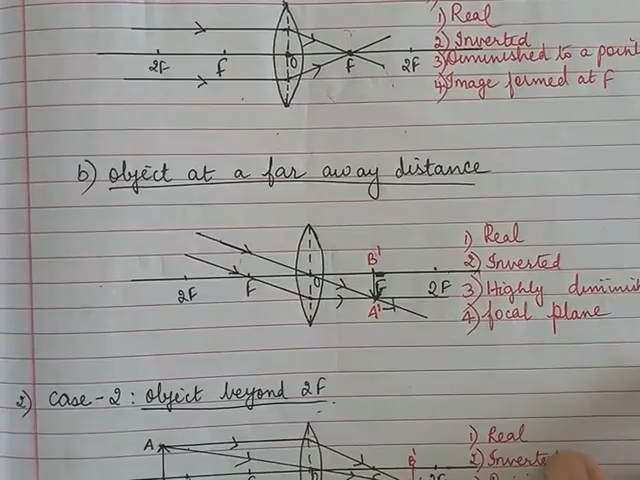 1) Real
2) Inverted
3) Diminished to a point
4) Image formed at F
2F F O F 2F
b) Object at a far away distance
1) Real
2) Inverted
3) Highly diminish
4) focal plane
B'
2F F O F 2F
A'
2) Case-2: Object beyond 2F.
A
1) Real
2) Inverted
B'
2F